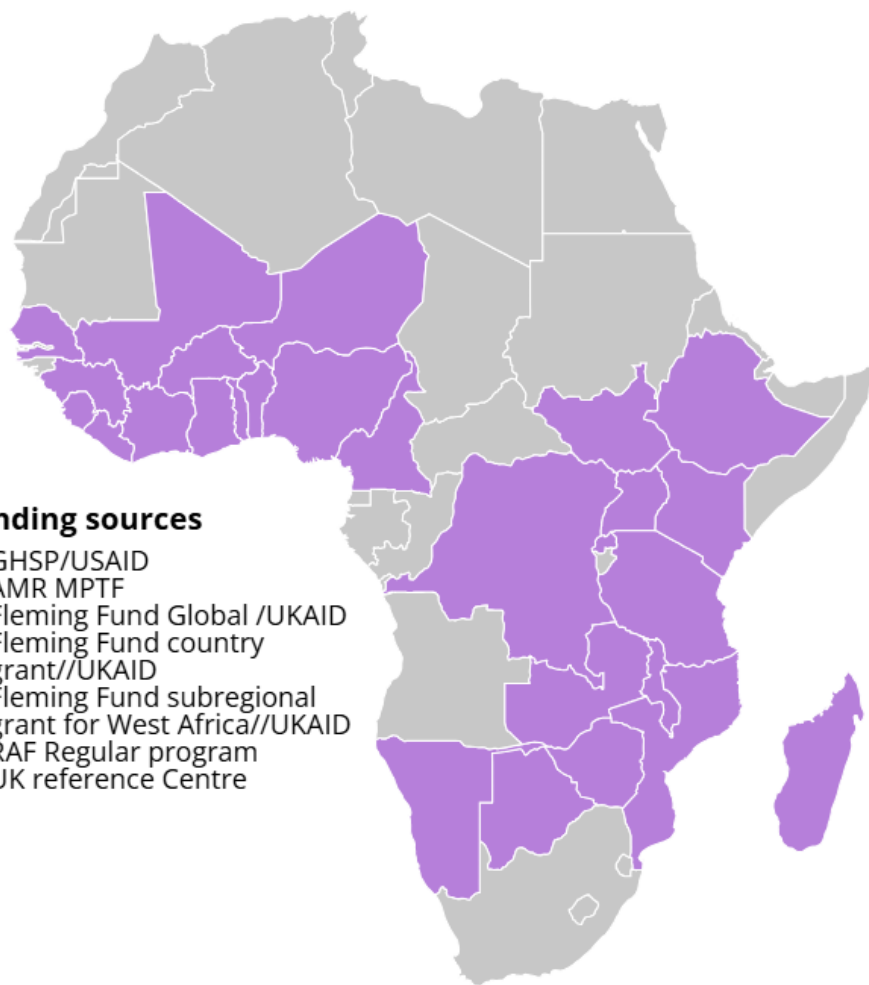 nding sources
GHSP/USAID
AMR MPTF
Fleming Fund Global /UKAID
Fleming Fund country
grant//UKAID
Fleming Fund subregional
grant for West Africa//UKAID
RAF Regular program
UK reference Centre